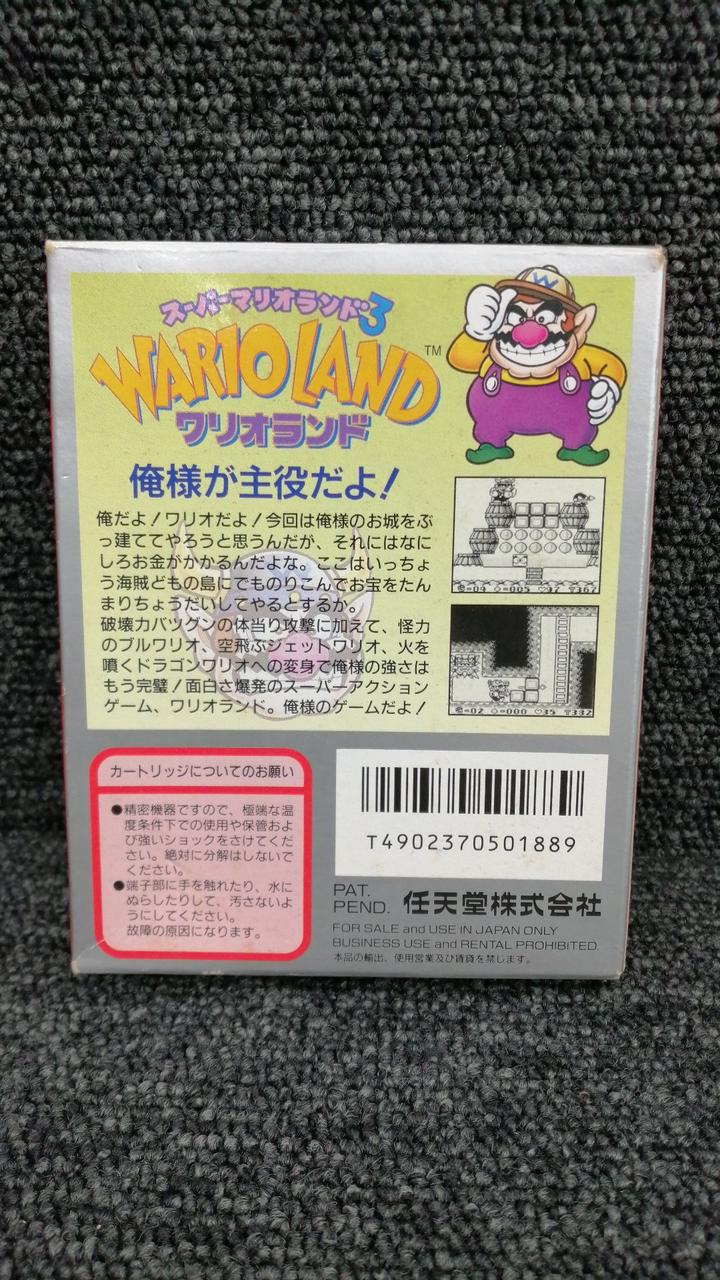 スーパーマリオランド3
WARIO LAND TM
ワリオランド
W
俺様が主役だよ!
俺だよ!ワリオだよ!今回は俺様のお城をぶ
っ建ててやろうと思うんだが、それにはなに
しろお金がかかるんだよな。ここはいっちょ
う海賊どもの島にでものりこんでお宝をたん
まりちょうだいしてやるとするか。
破壊力バツグンの体当り攻撃に加えて、怪力
のブルワリオ、空飛ぶジェットワリオ、火を
噴くドラゴンワリオへの変身で俺様の強さは
もう完璧!面白さ爆発のスーパーアクション
ゲーム、ワリオランド。俺様のゲームだよ!
カートリッジについてのお願い
●精密機器ですので、極端な温
度条件下での使用や保管およ
び強いショックをさけてくだ
さい。絶対に分解はしないで
ください。
●端子部に手を触れたり、水に
ぬらしたりして、汚さないよ
うにしてください。
故障の原因になります。
T4902370501889
PAT.
PEND. 任天堂株式会社
FOR SALE and USE IN JAPAN ONLY
BUSINESS USE and RENTAL PROHIBITED.
本品の輸出、使用営業及び賃貸を禁じます。